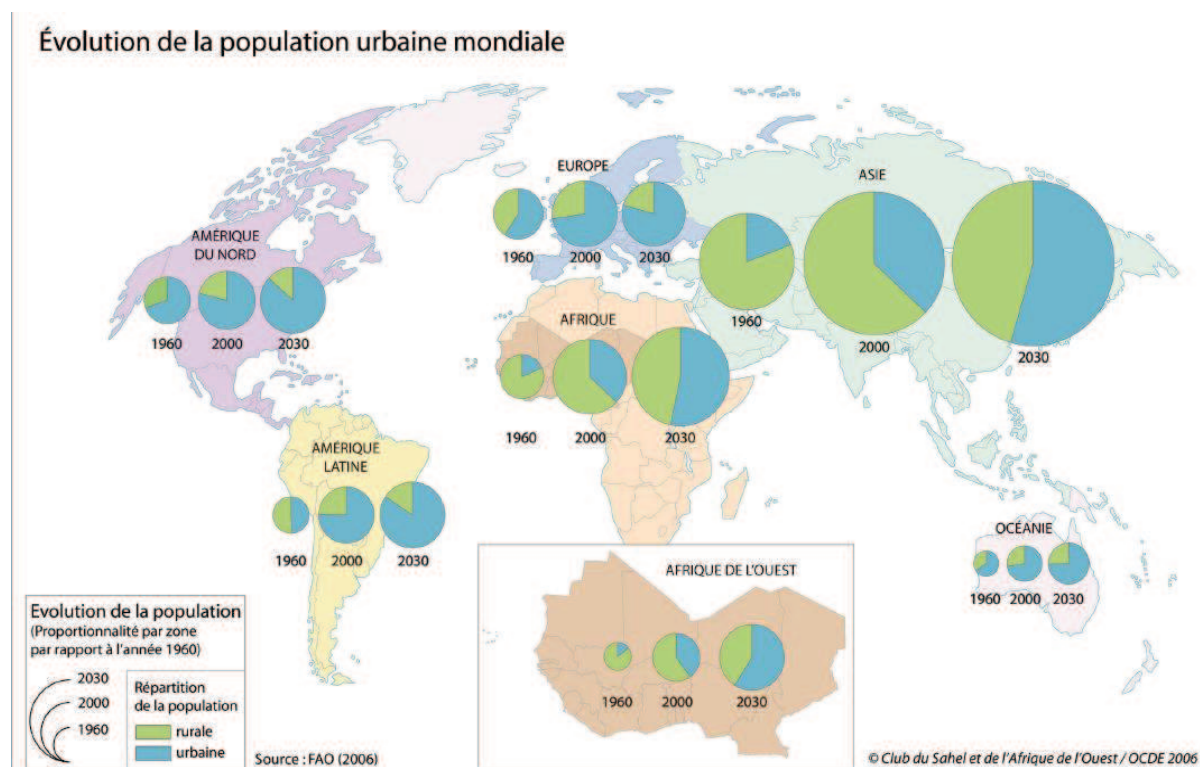 Évolution de la population urbaine mondiale
EUROPE
1960
2000
2030
ASIE
1960
2000
2030
AMÉRIQUE
DU NORD
1960
2000
2030
AFRIQUE
1960
2000
2030
AMÉRIQUE
LATINE
1960
2000
2030
OCÉANIE
1960
2000
2030
AFRIQUE DE L'OUEST
1960
2000
2030
Evolution de la population
(Proportionnalité par zone
par rapport à l'année 1960)
2030
2000
1960
Répartition
de la population
rurale
urbaine
Source : FAO (2006)
© Club du Sahel et de l'Afrique de l'Ouest / OCDE 2006